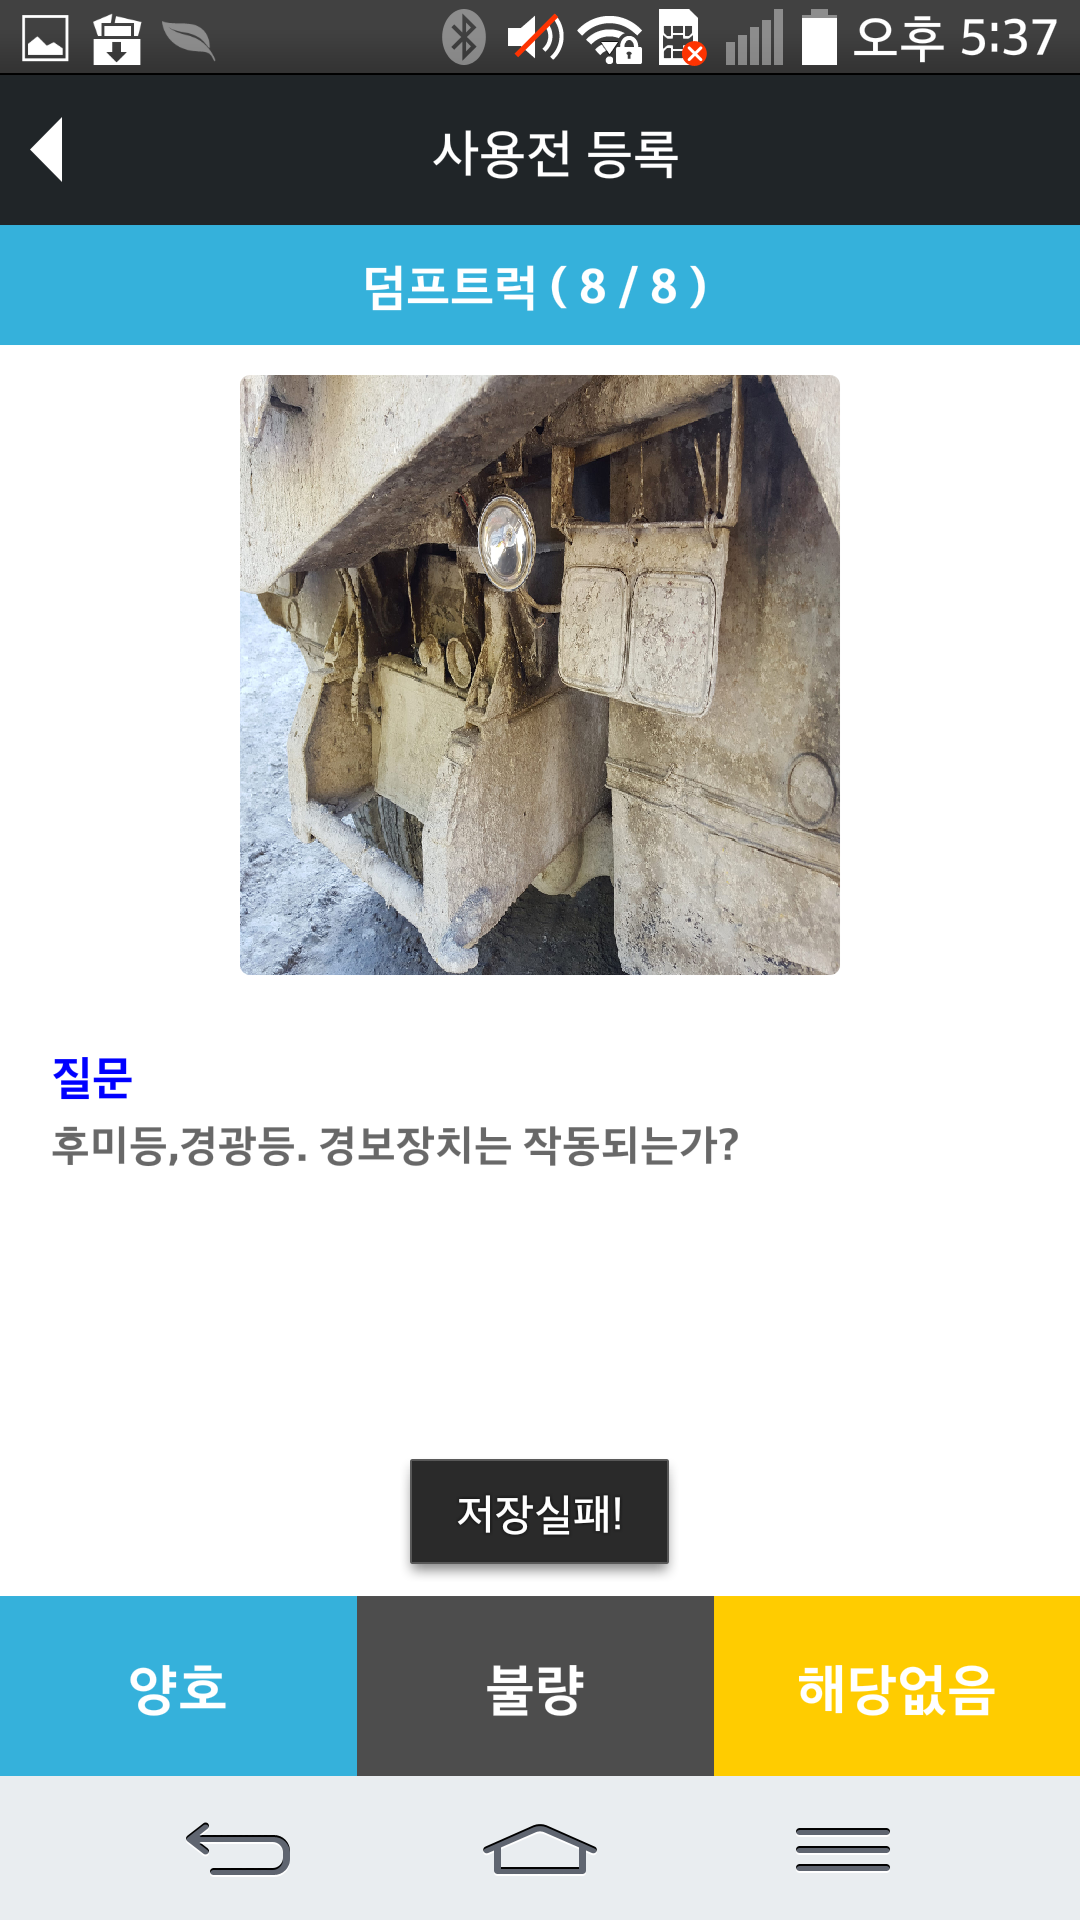 오후 5:37
사용전 등록
덤프트럭 ( 8 / 8 )
질문
후미등,경광등. 경보장치는 작동되는가?
저장실패!
양호
불량
해당없음